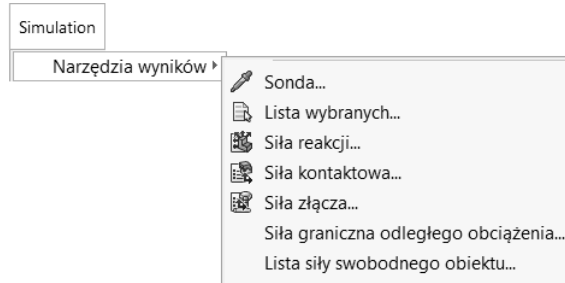 Simulation
Narzędzia wyników
Sonda...
Lista wybranych...
Siła reakcji...
Siła kontaktowa...
Siła złącza...
Siła graniczna odległego obciążenia...
Lista siły swobodnego obiektu...